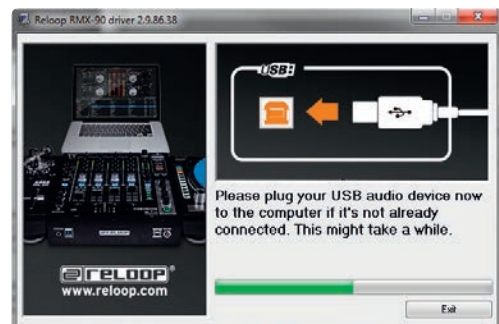 Reloop RMX-90 driver 2.9.86.38
USB:
Please plug your USB audio device now
to the computer if it's not already
connected. This might take a while.
RELOOP®
www.reloop.com
Exit